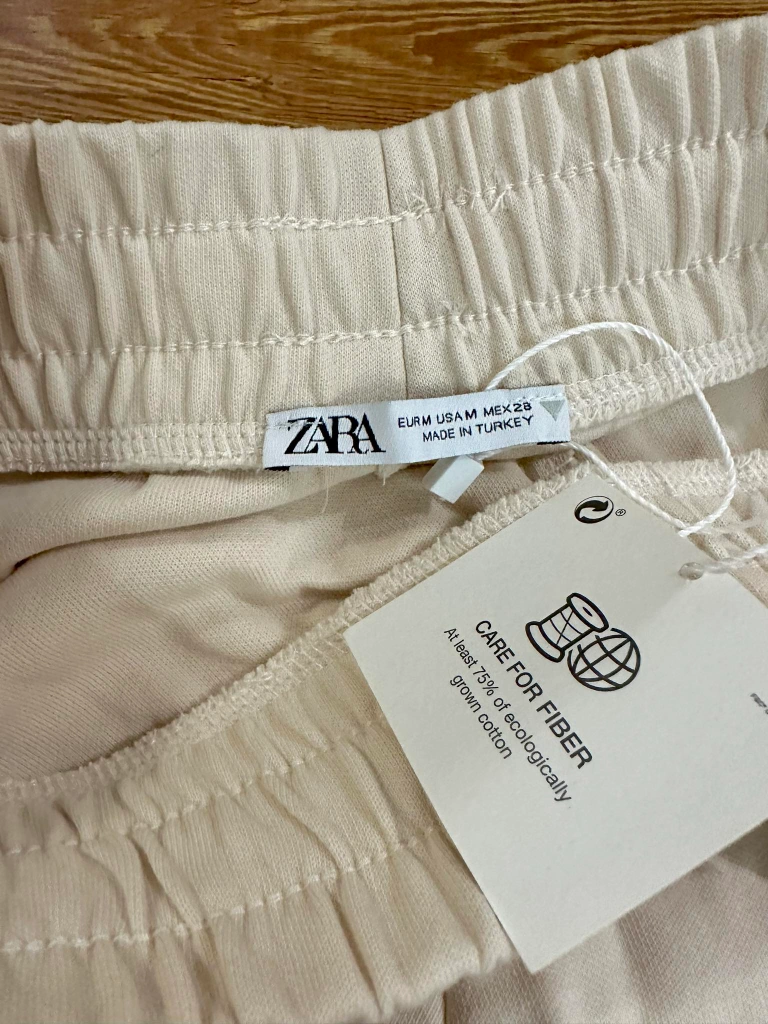 ZARA
EUR M USA M MEX 28
MADE IN TURKEY
®
CARE FOR FIBER
At least 75% of ecologically
grown cotton